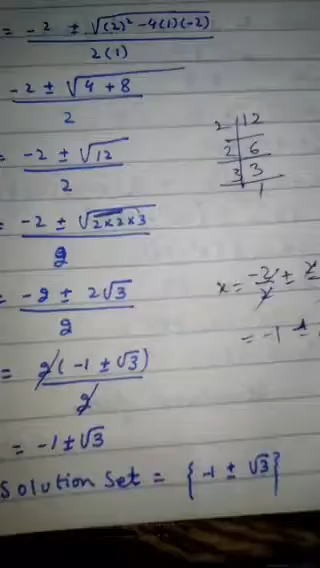 = -2 ± √(2)² -4(1)(-2) / 2(1)
-2 ± √4 + 8 / 2
= -2 ± √12 / 2
2 | 12
2 | 6
3 | 3
1
= -2 ± √2×2×3 / 2
= -2 ± 2√3 / 2
x = -2/2 ± 2
= -1 ±
= 2(-1 ± √3) / 2
= -1 ± √3
Solution Set = {-1 ± √3}